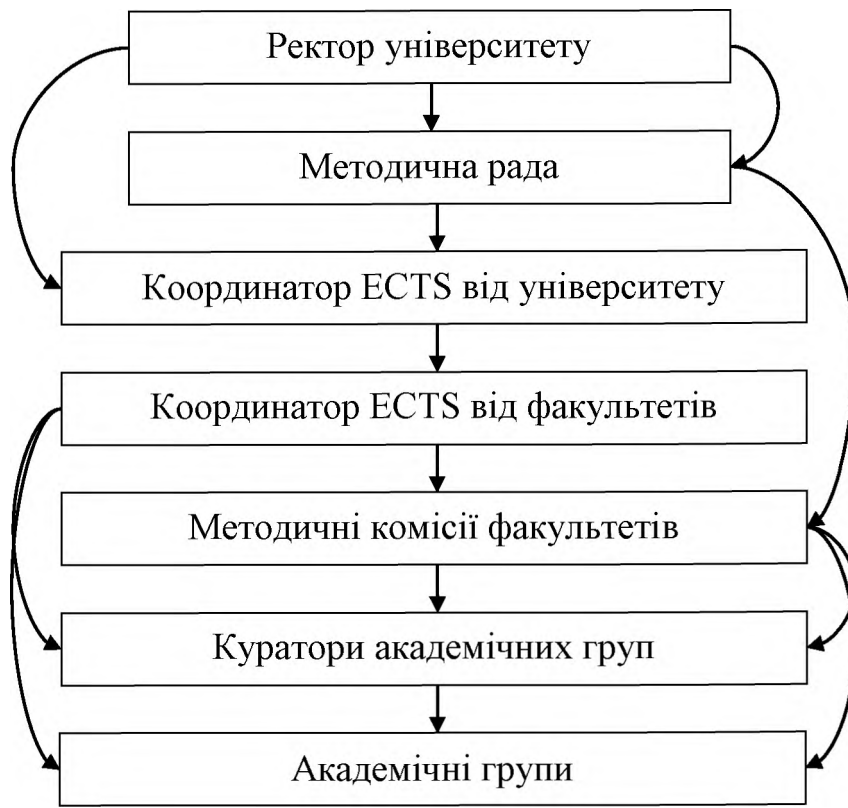 Ректор університету
Методична рада
Координатор ECTS від університету
Координатор ECTS від факультетів
Методичні комісії факультетів
Куратори академічних груп
Академічні групи